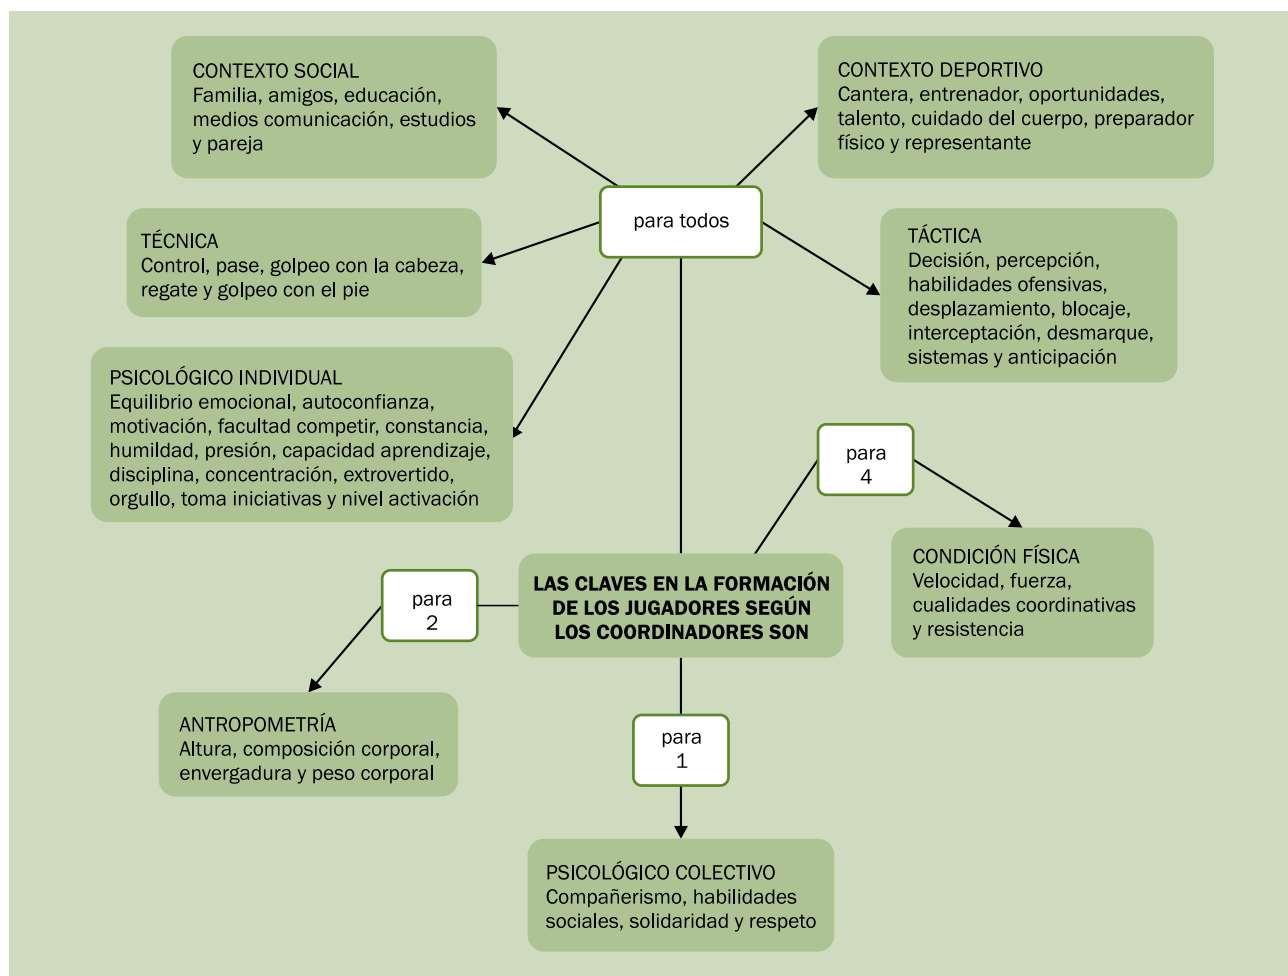 CONTEXTO SOCIAL
Familia, amigos, educación,
medios comunicación, estudios
y pareja
CONTEXTO DEPORTIVO
Cantera, entrenador, oportunidades,
talento, cuidado del cuerpo, preparador
físico y representante
para todos
TÉCNICA
Control, pase, golpeo con la cabeza,
regate y golpeo con el pie
TÁCTICA
Decisión, percepción,
habilidades ofensivas,
desplazamiento, blocaje,
interceptación, desmarque,
sistemas y anticipación
PSICOLÓGICO INDIVIDUAL
Equilibrio emocional, autoconfianza,
motivación, facultad competir, constancia,
humildad, presión, capacidad aprendizaje,
disciplina, concentración, extrovertido,
orgullo, toma iniciativas y nivel activación
para
4
CONDICIÓN FÍSICA
Velocidad, fuerza,
cualidades coordinativas
y resistencia
LAS CLAVES EN LA FORMACIÓN
DE LOS JUGADORES SEGÚN
LOS COORDINADORES SON
para
2
ANTROPOMETRÍA
Altura, composición corporal,
envergadura y peso corporal
para
1
PSICOLÓGICO COLECTIVO
Compañerismo, habilidades
sociales, solidaridad y respeto